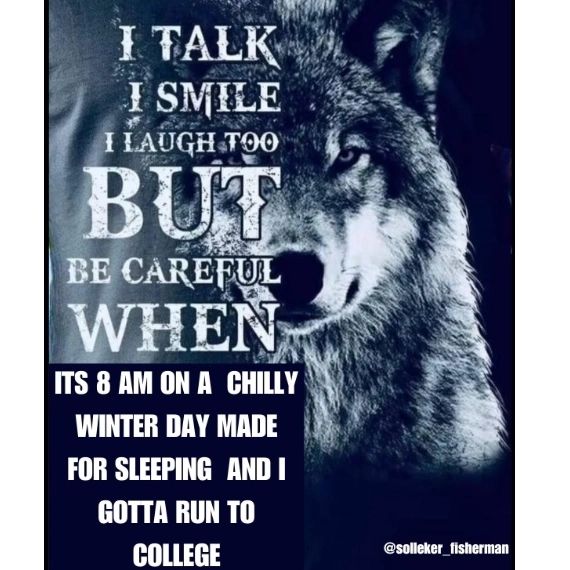 I TALK
I SMILE
I LAUGH TOO
BUT
BE CAREFUL
WHEN
ITS 8 AM ON A CHILLY
WINTER DAY MADE
FOR SLEEPING AND I
GOTTA RUN TO
COLLEGE
@solleker_fisherman